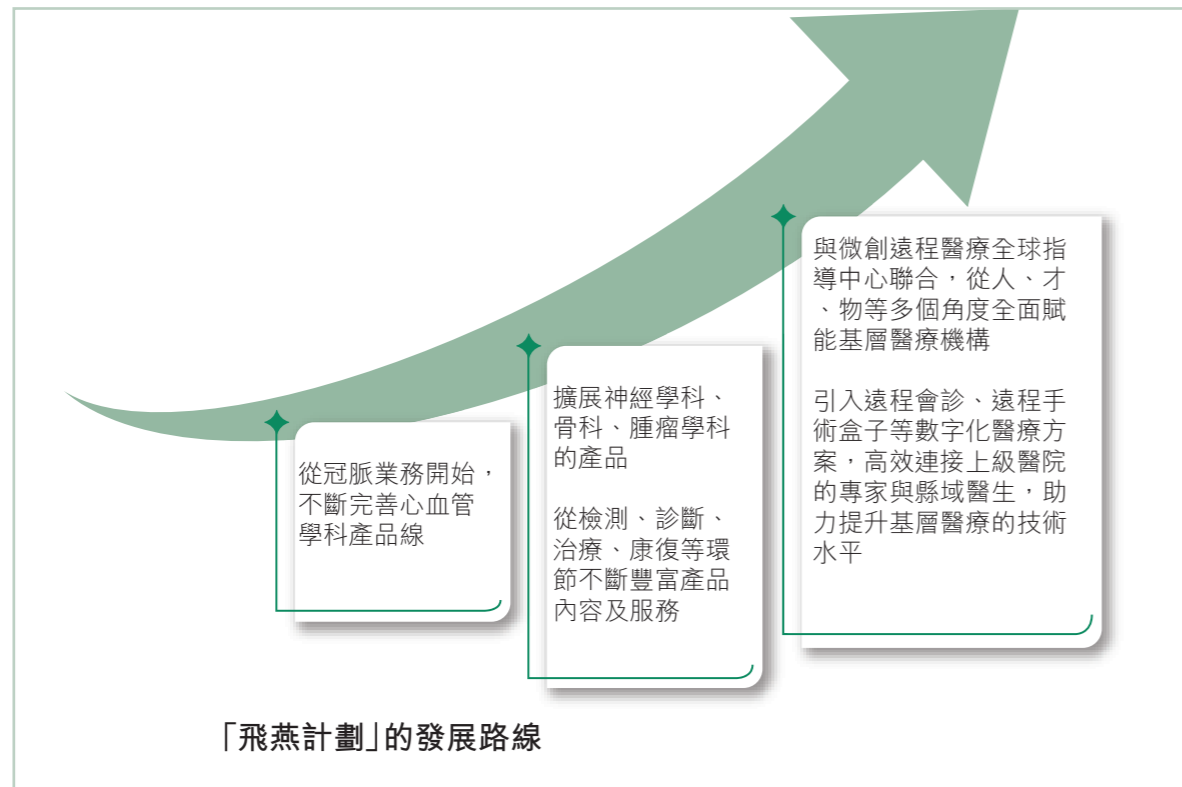 從冠脈業務開始，
不斷完善心血管
學科產品線
擴展神經學科、
骨科、腫瘤學科
的產品
從檢測、診斷、
治療、康復等環
節不斷豐富產品
內容及服務
與微創遠程醫療全球指
導中心聯合，從人、才
、物等多個角度全面賦
能基層醫療機構
引入遠程會診、遠程手
術盒子等數字化醫療方
案，高效連接上級醫院
的專家與縣域醫生，助
力提升基層醫療的技術
水平
「飛燕計劃」的發展路線